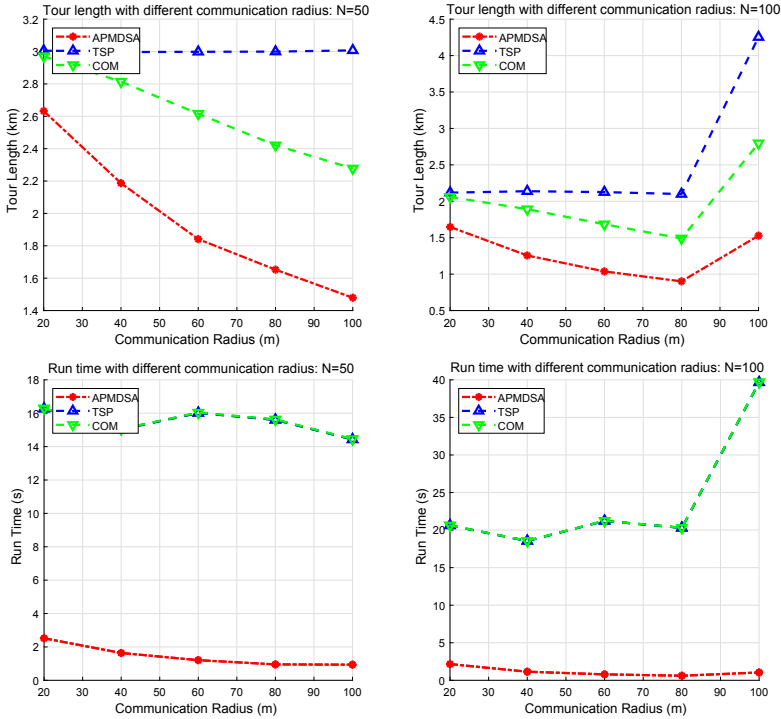 Tour length with different communication radius: N=50
3.4
3.2
3
2.8
2.6
2.4
2.2
2
1.8
1.6
1.4
Tour Length (km)
APMDSA
TSP
COM
20 30 40 50 60 70 80 90 100
Communication Radius (m)
Tour length with different communication radius: N=100
4.5
4
3.5
3
2.5
2
1.5
1
0.5
Tour Length (km)
APMDSA
TSP
COM
20 30 40 50 60 70 80 90 100
Communication Radius (m)
Run time with different communication radius: N=50
18
16
14
12
10
8
6
4
2
0
Run Time (s)
APMDSA
TSP
COM
20 30 40 50 60 70 80 90 100
Communication Radius (m)
Run time with different communication radius: N=100
40
35
30
25
20
15
10
5
0
Run Time (s)
APMDSA
TSP
COM
20 30 40 50 60 70 80 90 100
Communication Radius (m)